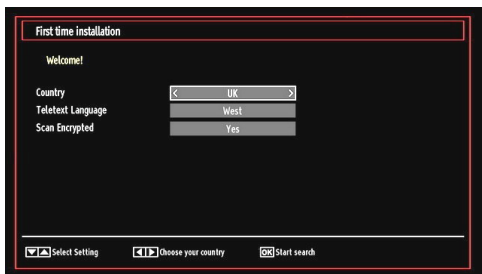 First time installation
Welcome!
Country < UK >
Teletext Language West
Scan Encrypted Yes
Select Setting Choose your country OK Start search